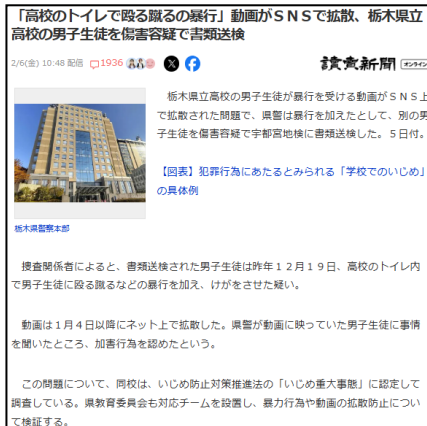 「高校のトイレで殴る蹴るの暴行」動画がＳＮＳで拡散、栃木県立
高校の男子生徒を傷害容疑で書類送検
2/6(金) 10:48 配信 1936
讀賣新聞 オンライン
栃木県立高校の男子生徒が暴行を受ける動画がＳＮＳ上
で拡散された問題で、県警は暴行を加えたとして、別の男
子生徒を傷害容疑で宇都宮地検に書類送検した。５日付。
【図表】犯罪行為にあたるとみられる「学校でのいじめ」
の具体例
栃木県警察本部
捜査関係者によると、書類送検された男子生徒は昨年１２月１９日、高校のトイレ内
で男子生徒に殴る蹴るなどの暴行を加え、けがをさせた疑い。
動画は１月４日以降にネット上で拡散した。県警が動画に映っていた男子生徒に事情
を聞いたところ、加害行為を認めたという。
この問題について、同校は、いじめ防止対策推進法の「いじめ重大事態」に認定して
調査している。県教育委員会も対応チームを設置し、暴力行為や動画の拡散防止につい
て検証する。